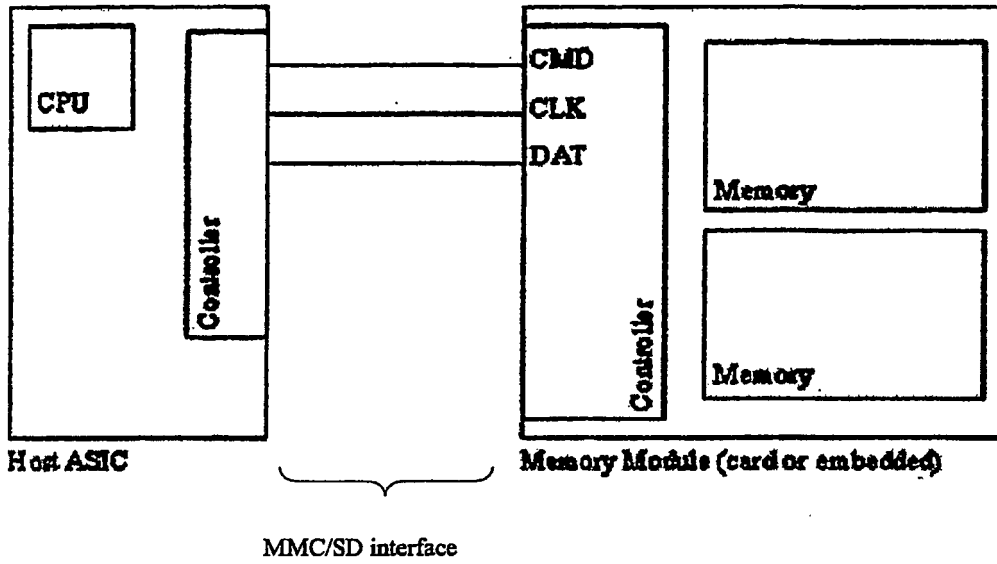 CPU
Controller
CMD
CLK
DAT
Controller
Memory
Memory
Host ASIC
Memory Module (card or embedded)
MMC/SD interface